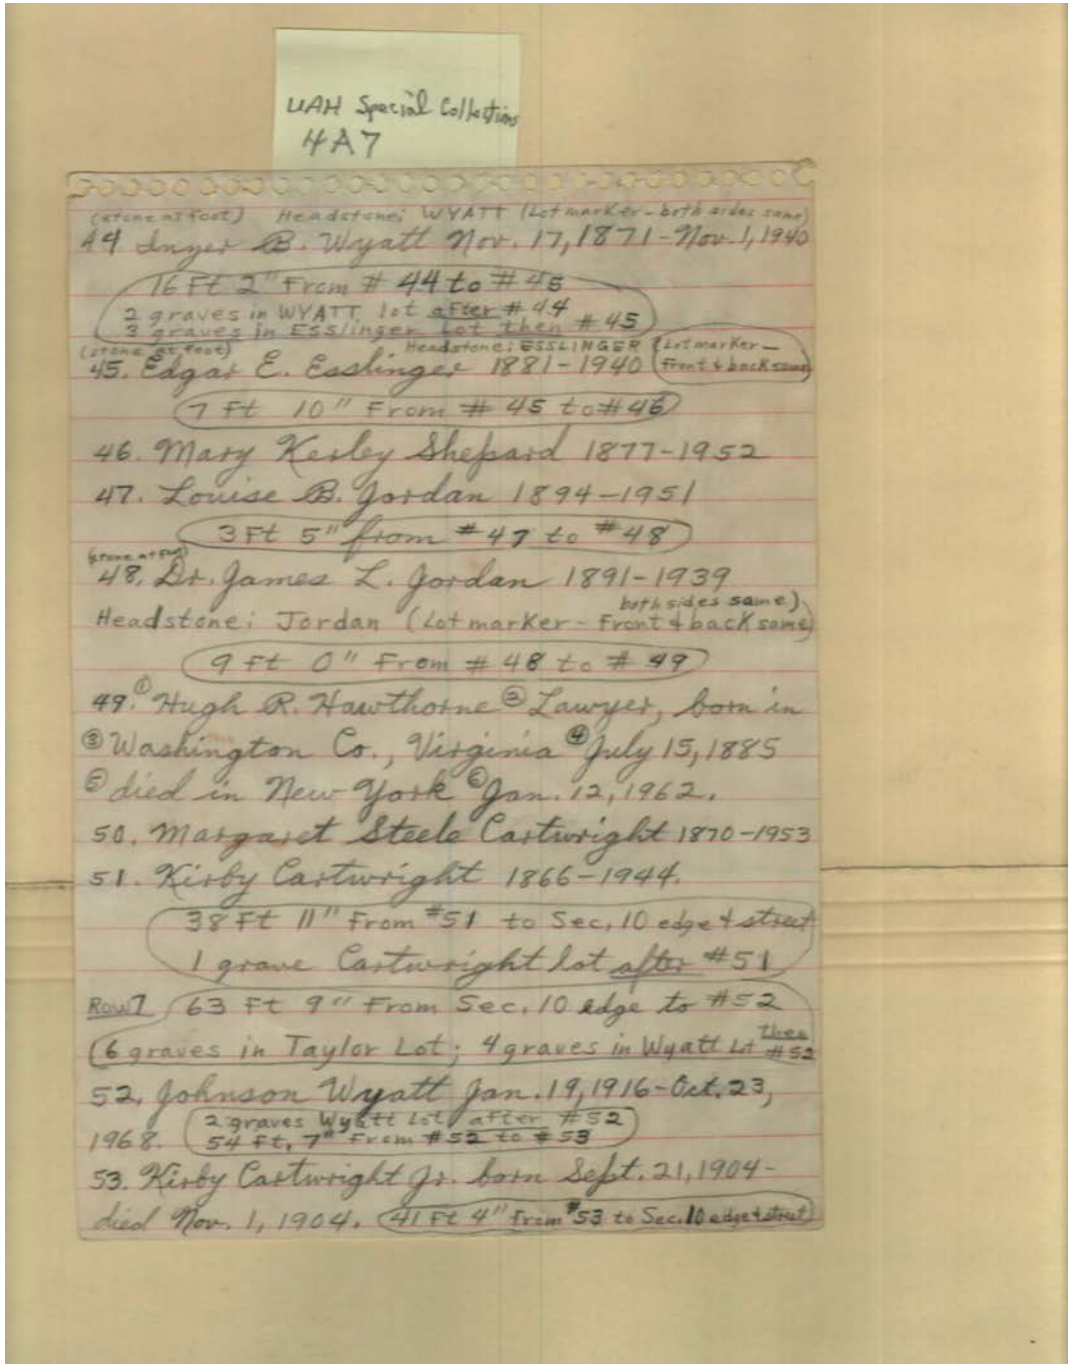 UAH Special Collections
4A7
(stone at foot) Headstone: WYATT (Lot marker - both sides same)
44 Inger B. Wyatt Nov. 17, 1871 - Nov. 1, 1940
16 Ft 2" From # 44 to # 45
2 graves in WYATT lot after # 44
3 graves in ESSlinger Lot then # 45
(stone at foot) Headstone: ESSLINGER (Lot marker -
45. Edgar E. Esslinger 1881 - 1940 Front & back same)
7 Ft 10" From # 45 to # 46
46. Mary Kerley Shepard 1877-1952
47. Louise B. Jordan 1894-1951
3 Ft 5" from # 47 to # 48
(stone at foot)
48. Dr. James L. Jordan 1891-1939
both sides same)
Headstone: Jordan (Lot marker - Front & back same)
9 Ft 0" From # 48 to # 49
49. ① Hugh R. Hawthorne ② Lawyer, born in
③ Washington Co., Virginia ④ July 15, 1885
⑤ died in New York ⑥ Jan. 12, 1962.
50. Margaret Steele Cartwright 1870-1953
51. Kirby Cartwright 1866-1944.
38 Ft 11" From #51 to Sec. 10 edge & street
1 grave Cartwright lot after #51
Row 7 63 Ft 9" From Sec. 10 edge to #52
6 graves in Taylor Lot; 4 graves in Wyatt Lot then #52
52. Johnson Wyatt Jan. 19, 1916 - Oct. 23,
2 graves Wyatt Lot after #52
1968. 54 Ft. 7" From #52 to #53
53. Kirby Cartwright Jr. born Sept. 21, 1904 -
died Nov. 1, 1904. 41 Ft 4" from #53 to Sec. 10 edge & street